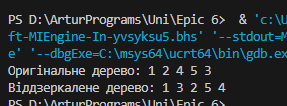 PS D:\ArturPrograms\Uni\Epic 6>  & 'c:\U
ft-MIEngine-In-yvsyksu5.bhs' '--stdout=M
e' '--dbgExe=C:\msys64\ucrt64\bin\gdb.ex
Оригінальне дерево: 1 2 4 5 3
Віддзеркалене дерево: 1 3 2 5 4